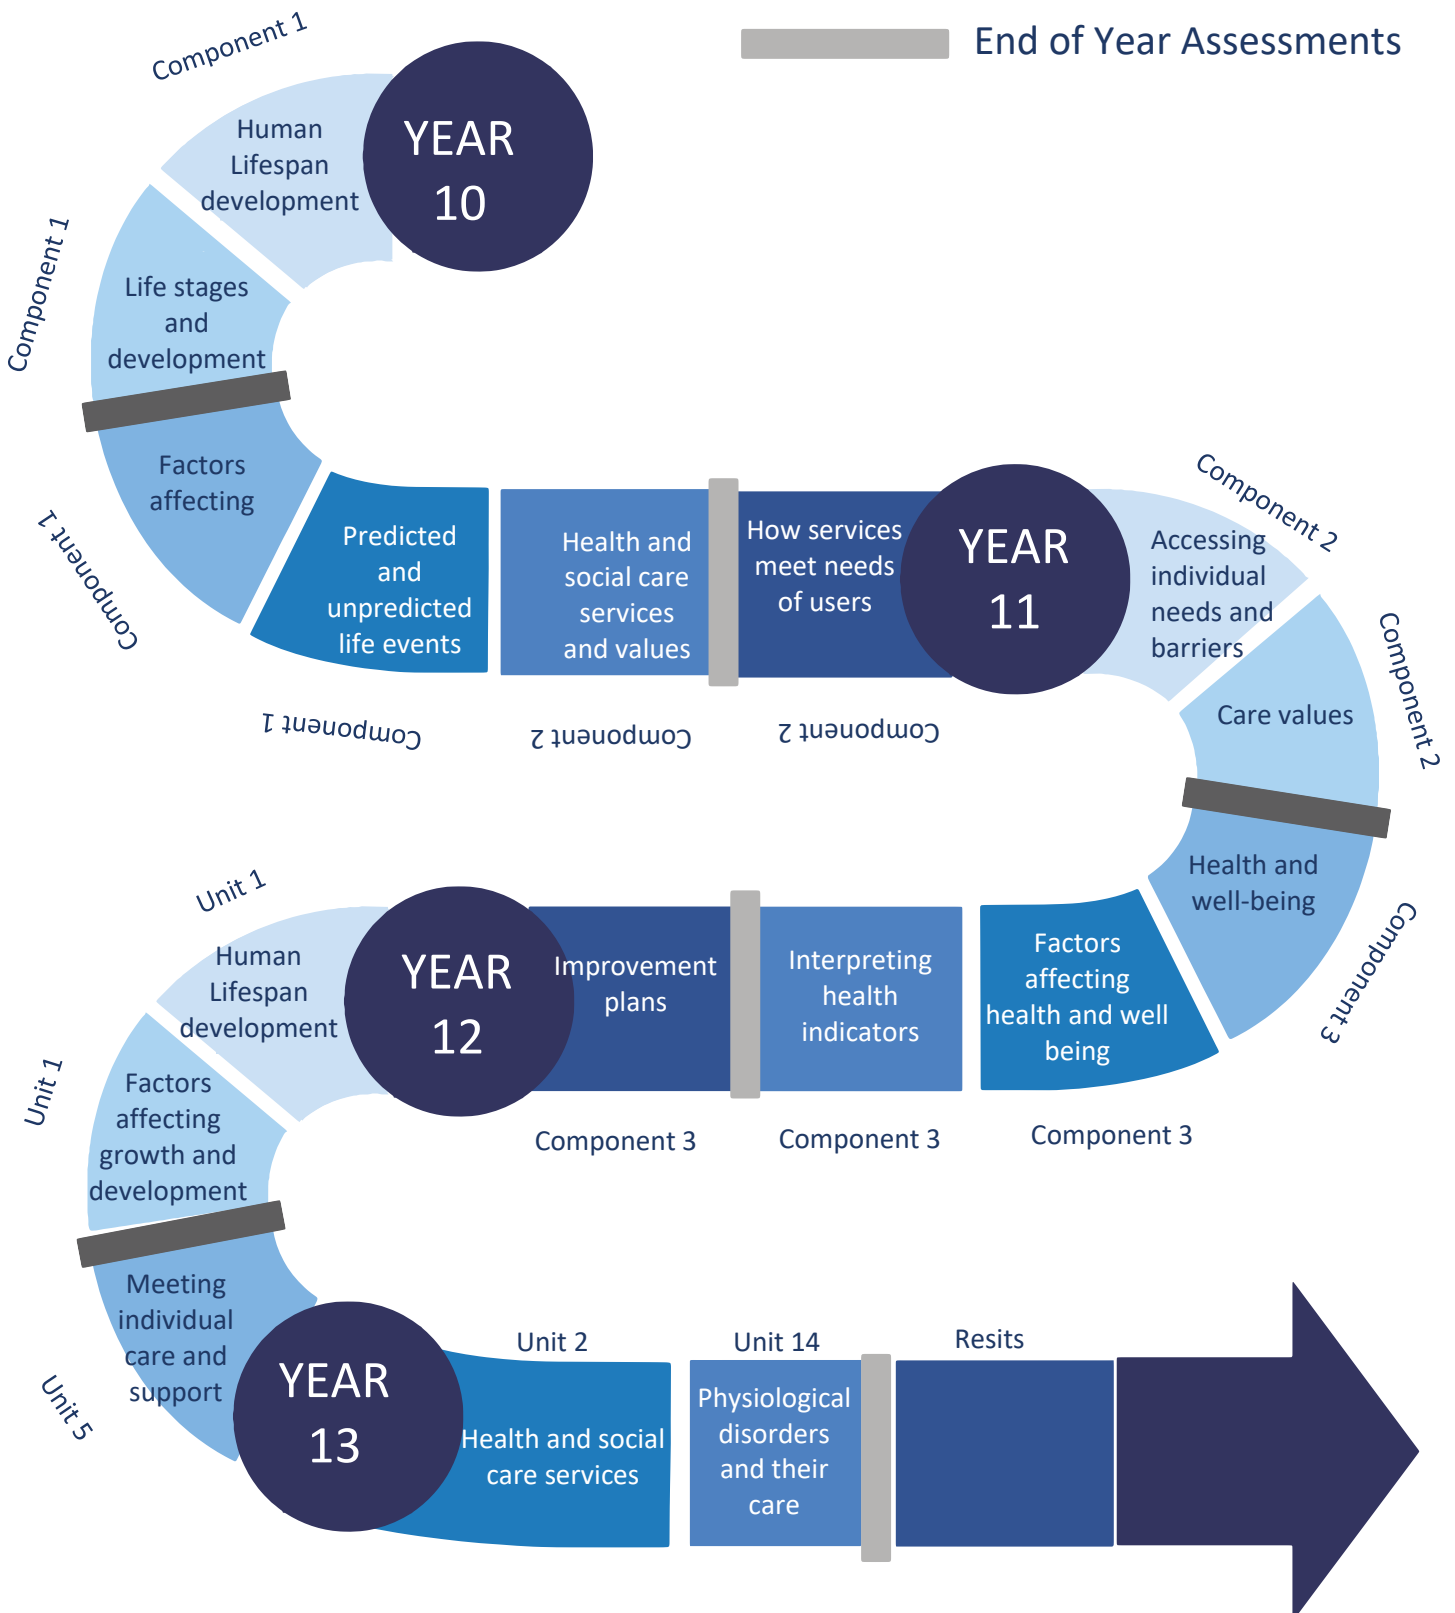 End of Year Assessments
YEAR
10
Component 1
Human
Lifespan
development
Component 1
Life stages
and
development
Component 1
Factors
affecting
Component 1
Predicted
and
unpredicted
life events
Component 2
Health and
social care
services
and values
Component 2
How services
meet needs
of users
YEAR
11
Component 2
Accessing
individual
needs and
barriers
Component 2
Care values
Component 3
Health and
well-being
Component 3
Factors
affecting
health and well
being
Component 3
Interpreting
health
indicators
Component 3
Improvement
plans
YEAR
12
Unit 1
Human
Lifespan
development
Unit 1
Factors
affecting
growth and
development
Unit 5
Meeting
individual
care and
support
YEAR
13
Unit 2
Health and social
care services
Unit 14
Physiological
disorders
and their
care
Resits